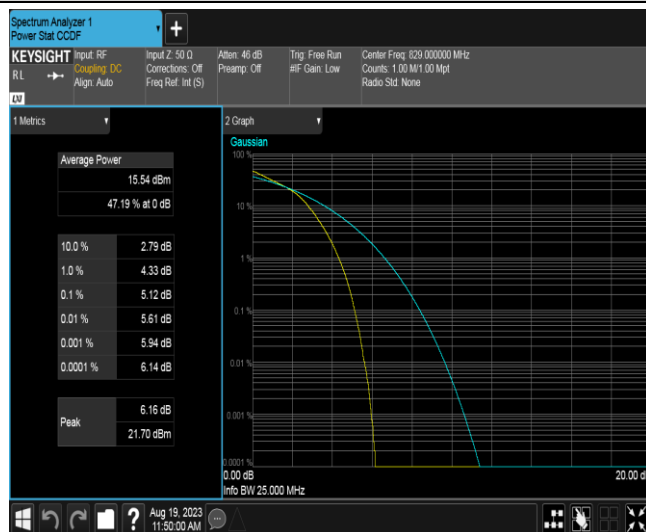 Spectrum Analyzer 1
Power Stat CCDF
KEYSIGHT
RL
LXI
Input: RF
Coupling: DC
Align: Auto
Input Z: 50 Ω
Corrections: Off
Freq Ref: Int (S)
Atten: 46 dB
Preamp: Off
Trig: Free Run
#IF Gain: Low
Center Freq: 829.000000 MHz
Counts: 1.00 M/1.00 Mpt
Radio Std: None
1 Metrics
Average Power
15.54 dBm
47.19 % at 0 dB
10.0 % 2.79 dB
1.0 % 4.33 dB
0.1 % 5.12 dB
0.01 % 5.61 dB
0.001 % 5.94 dB
0.0001 % 6.14 dB
Peak
6.16 dB
21.70 dBm
2 Graph
Gaussian
100 %
10 %
1 %
0.1 %
0.01 %
0.001 %
0.0001 %
0.00 dB
20.00 d
Info BW 25.000 MHz
?
Aug 19, 2023
11:50:00 AM